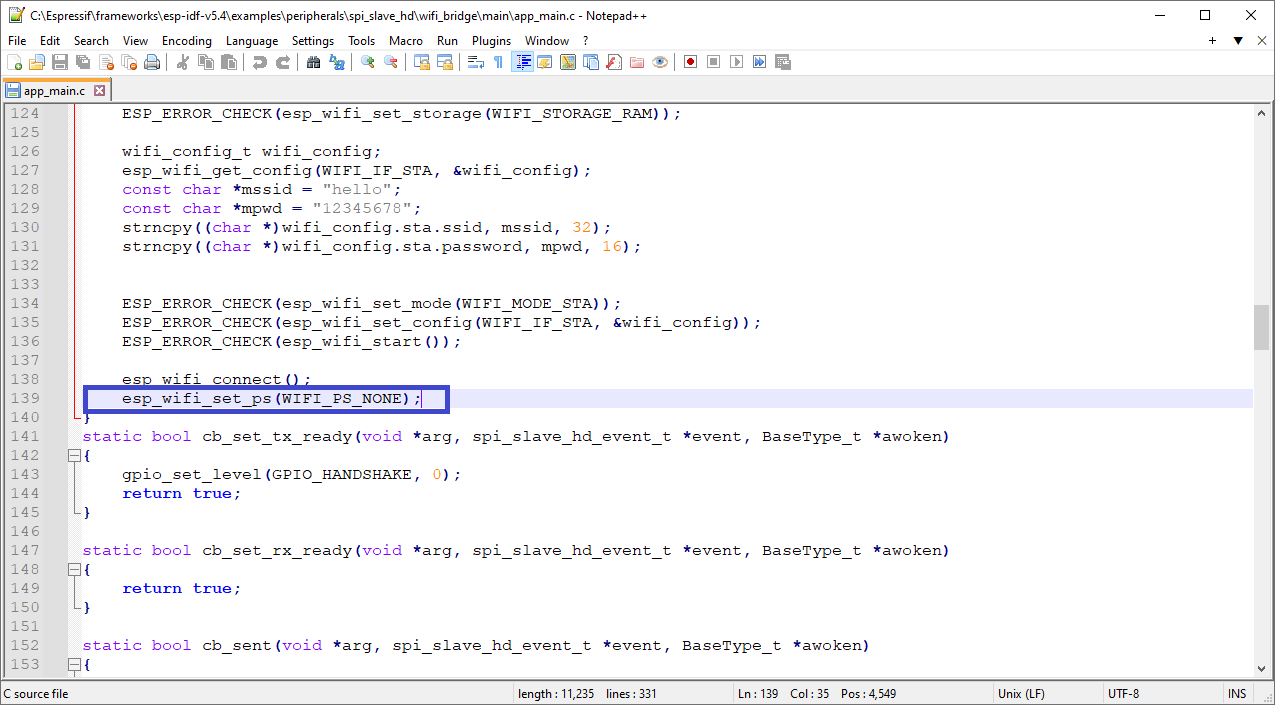 C:\Espressif\frameworks\esp-idf-v5.4\examples\peripherals\spi_slave_hd\wifi_bridge\main\app_main.c - Notepad++
File Edit Search View Encoding Language Settings Tools Macro Run Plugins Window ?
app_main.c
124 ESP_ERROR_CHECK(esp_wifi_set_storage(WIFI_STORAGE_RAM));
125
126 wifi_config_t wifi_config;
127 esp_wifi_get_config(WIFI_IF_STA, &wifi_config);
128 const char *mssid = "hello";
129 const char *mpwd = "12345678";
130 strncpy((char *)wifi_config.sta.ssid, mssid, 32);
131 strncpy((char *)wifi_config.sta.password, mpwd, 16);
132
133
134 ESP_ERROR_CHECK(esp_wifi_set_mode(WIFI_MODE_STA));
135 ESP_ERROR_CHECK(esp_wifi_set_config(WIFI_IF_STA, &wifi_config));
136 ESP_ERROR_CHECK(esp_wifi_start());
137
138 esp_wifi_connect();
139 esp_wifi_set_ps(WIFI_PS_NONE);
140 }
141 static bool cb_set_tx_ready(void *arg, spi_slave_hd_event_t *event, BaseType_t *awoken)
142 {
143 gpio_set_level(GPIO_HANDSHAKE, 0);
144 return true;
145 }
146
147 static bool cb_set_rx_ready(void *arg, spi_slave_hd_event_t *event, BaseType_t *awoken)
148 {
149 return true;
150 }
151
152 static bool cb_sent(void *arg, spi_slave_hd_event_t *event, BaseType_t *awoken)
153 {
C source file length : 11,235 lines : 331 Ln : 139 Col : 35 Pos : 4,549 Unix (LF) UTF-8 INS